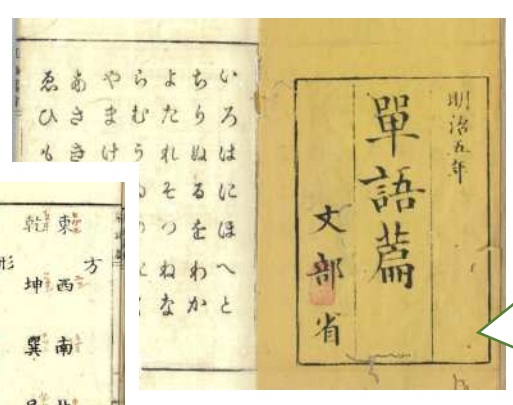 明治五年
單語篇
文部省
いろはにほへと
ちりぬるをわか
よたれそつねな
らむう
やまけ
あさき
ゑひも
方
東西南北
乾坤巽
形